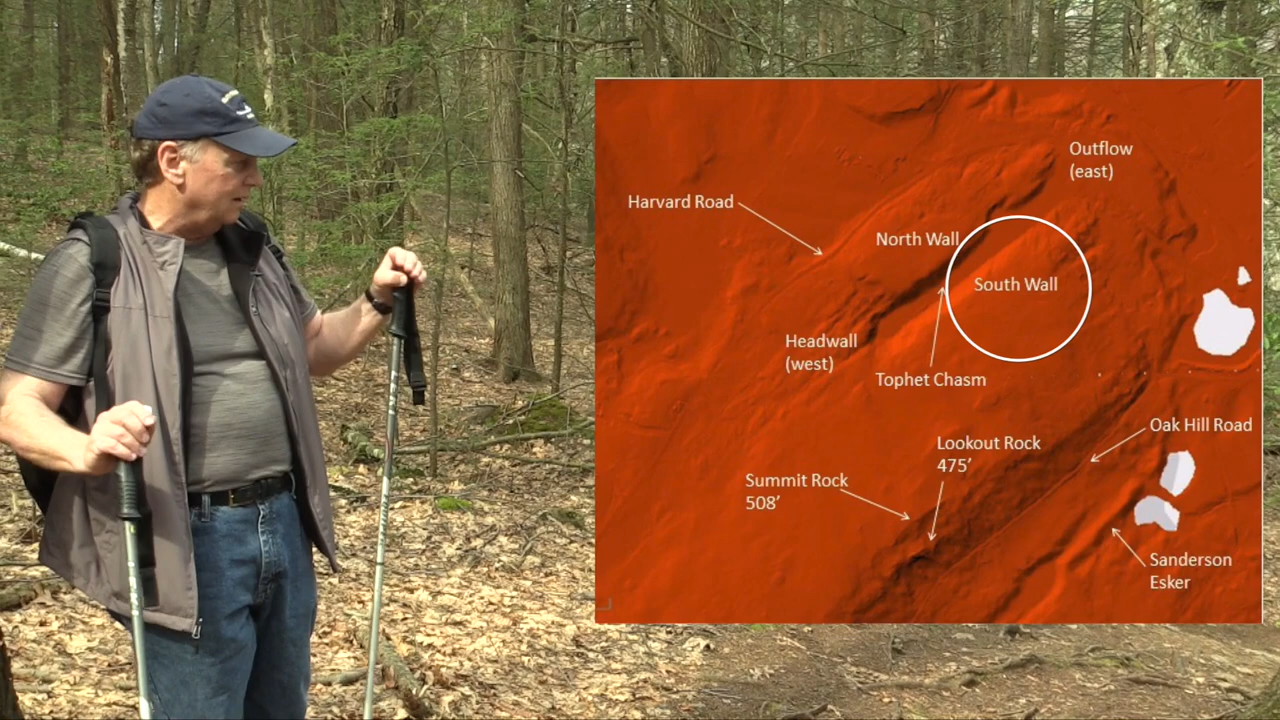 Outflow
(east)
Harvard Road
North Wall
South Wall
Headwall
(west)
Tophet Chasm
Oak Hill Road
Lookout Rock
475’
Summit Rock
508’
Sanderson
Esker